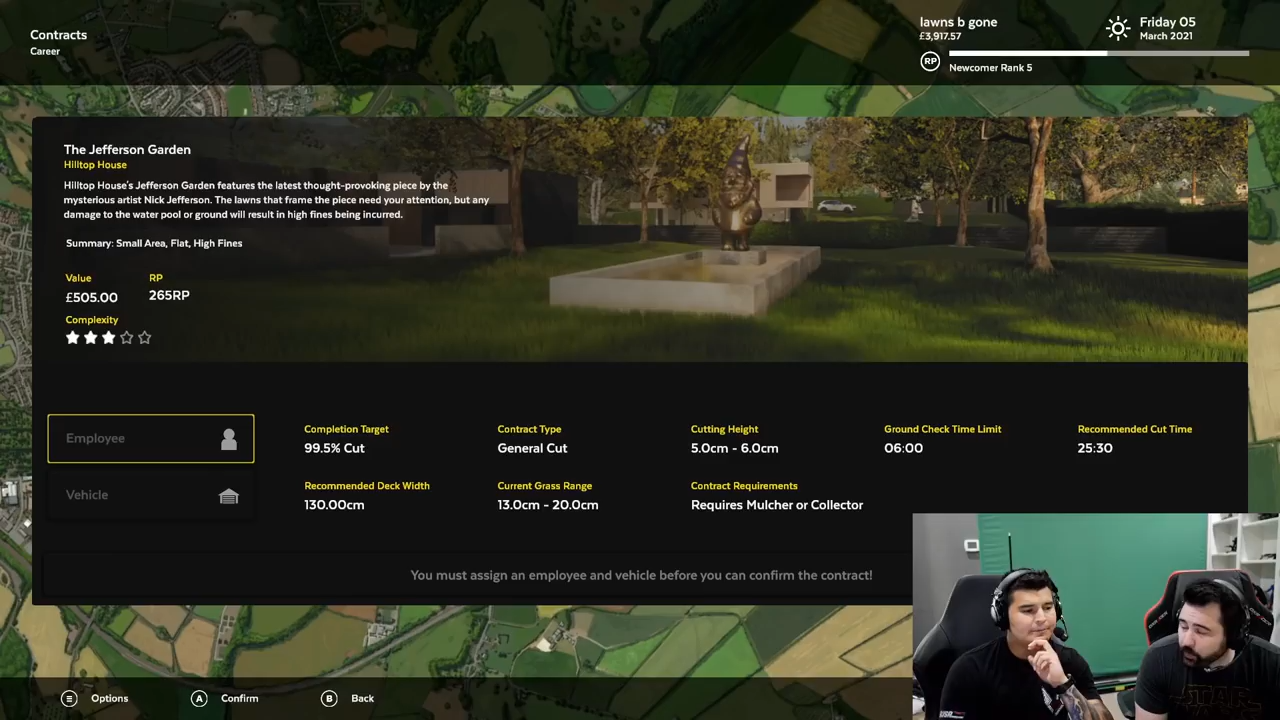 Contracts
Career
lawns b gone
£3,917.57
Friday 05
March 2021
RP
Newcomer Rank 5
The Jefferson Garden
Hilltop House
Hilltop House's Jefferson Garden features the latest thought-provoking piece by the
mysterious artist Nick Jefferson. The lawns that frame the piece need your attention, but any
damage to the water pool or ground will result in high fines being incurred.
Summary: Small Area, Flat, High Fines
Value
RP
£505.00
265RP
Complexity
Employee
Vehicle
Completion Target
Contract Type
Cutting Height
Ground Check Time Limit
Recommended Cut Time
99.5% Cut
General Cut
5.0cm - 6.0cm
06:00
25:30
Recommended Deck Width
Current Grass Range
Contract Requirements
130.00cm
13.0cm - 20.0cm
Requires Mulcher or Collector
You must assign an employee and vehicle before you can confirm the contract!
Options
A Confirm
B Back
STAR